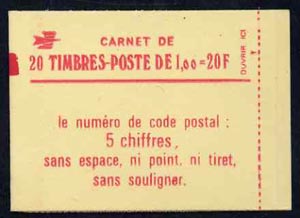 CARNET DE
20 TIMBRES-POSTE DE 1,00=20F
OUVRIR ICI
le numéro de code postal :
5 chiffres,
sans espace, ni point, ni tiret,
sans souligner.